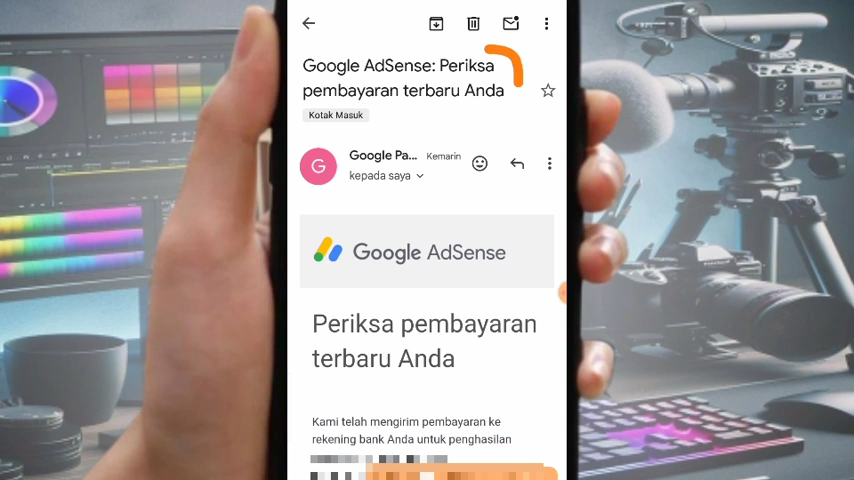 Google AdSense: Periksa
pembayaran terbaru Anda
Kotak Masuk
G
Google Pa... Kemarin
kepada saya
Google AdSense
Periksa pembayaran
terbaru Anda
Kami telah mengirim pembayaran ke
rekening bank Anda untuk penghasilan